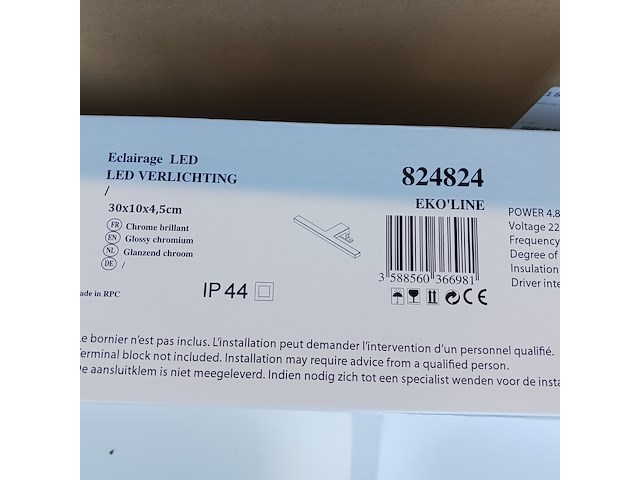 Eclairage LED
LED VERLICHTING
/
30x10x4,5cm
FR Chrome brillant
EN Glossy chromium
NL Glanzend chroom
DE /
in RPC
IP 44
824824
EKO'LINE
3 588560 366981
CE
POWER 4.8
Voltage 22
Frequency
Degree of
Insulation
Driver inte
bornier n'est pas inclus. L'installation peut demander l'intervention d'un personnel qualifié.
erminal block not included. Installation may require advice from a qualified person.
e aansluitklem is niet meegeleverd. Indien nodig zich tot een specialist wenden voor de insta